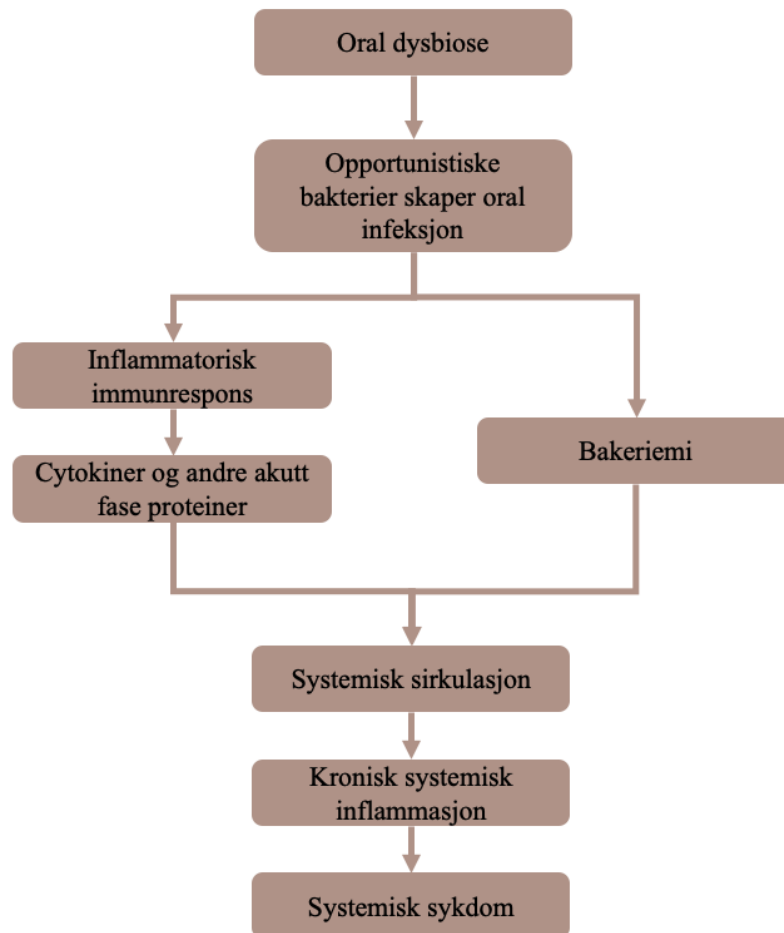 Oral dysbiose
Opportunistiske
bakterier skaper oral
infeksjon
Inflammatorisk
immunrespons
Cytokiner og andre akutt
fase proteiner
Bakeriemi
Systemisk sirkulasjon
Kronisk systemisk
inflammasjon
Systemisk sykdom